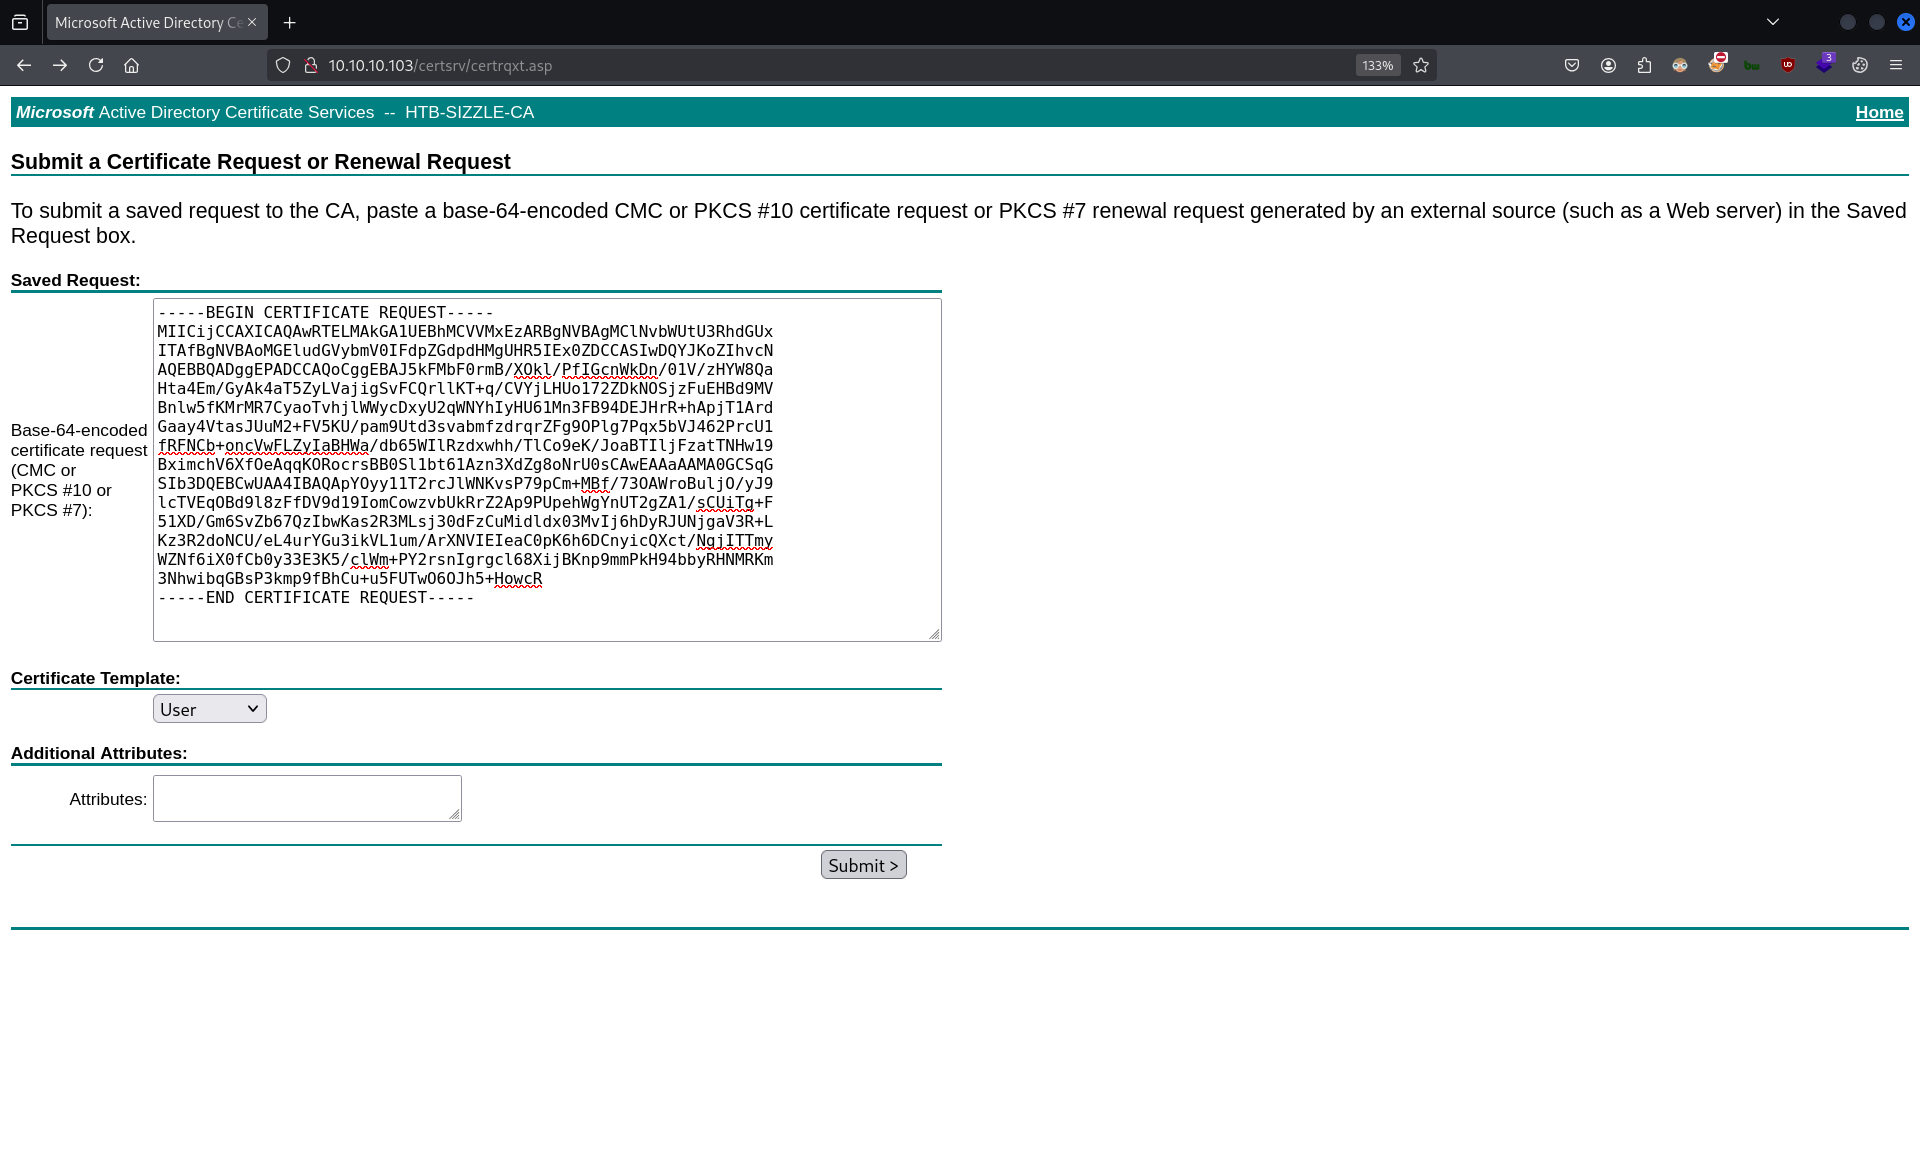 Microsoft Active Directory Ce
10.10.10.103/certsrv/certrqxt.asp
133%
3
Microsoft Active Directory Certificate Services -- HTB-SIZZLE-CA
Home
Submit a Certificate Request or Renewal Request
To submit a saved request to the CA, paste a base-64-encoded CMC or PKCS #10 certificate request or PKCS #7 renewal request generated by an external source (such as a Web server) in the Saved
Request box.
Saved Request:
Base-64-encoded
certificate request
(CMC or
PKCS #10 or
PKCS #7):
-----BEGIN CERTIFICATE REQUEST-----
MIICijCCAXICAQAwRTELMAkGA1UEBhMCVVMxEzARBgNVBAgMClNvbWUtU3RhdGUx
ITAfBgNVBAoMGEludGVybmV0IFdpZGdpdHMgUHR5IEx0ZDCCASIwDQYJKoZIhvcN
AQEBBQADggEPADCCAQoCggEBAJ5kFMbF0rmB/XOkl/PfIGcnWkDn/01V/zHYW8Qa
Hta4Em/GyAk4aT5ZyLVajigSvFCQrllKT+q/CVYjLHUo172ZDkNOSjzFuEHBd9MV
Bnlw5fKMrMR7CyaoTvhjlWWycDxyU2qWNYhIyHU61Mn3FB94DEJHrR+hApjT1Ard
Gaay4VtasJUuM2+FV5KU/pam9Utd3svabmfzdrqrZFg9OPlg7Pqx5bVJ462PrcU1
fRFNCb+oncVwFLZyIaBHWa/db65WIlRzdxwhh/TlCo9eK/JoaBTIljFzatTNHw19
BximchV6XfOeAqqKORocrsBB0Sl1bt61Azn3XdZg8oNrU0sCAwEAAaAAMA0GCSqG
SIb3DQEBCwUAA4IBAQApYOyy11T2rcJlWNKvsP79pCm+MBf/73OAWroBuljO/yJ9
lcTVEqOBd9l8zFfDV9d19IomCowzvbUkRrZ2Ap9PUpehWgYnUT2gZA1/sCUiTg+F
51XD/Gm6SvZb67QzIbwKas2R3MLsj30dFzCuMidldx03MvIj6hDyRJUNjgaV3R+L
Kz3R2doNCU/eL4urYGu3ikVL1um/ArXNVIEIeaC0pK6h6DCnyicQXct/NgjITTmy
WZNf6iX0fCb0y33E3K5/clWm+PY2rsnIgrgcl68XijBKnp9mmPkH94bbyRHNMRKm
3NhwibqGBsP3kmp9fBhCu+u5FUTwO6OJh5+HowcR
-----END CERTIFICATE REQUEST-----
Certificate Template:
User
Additional Attributes:
Attributes:
Submit >